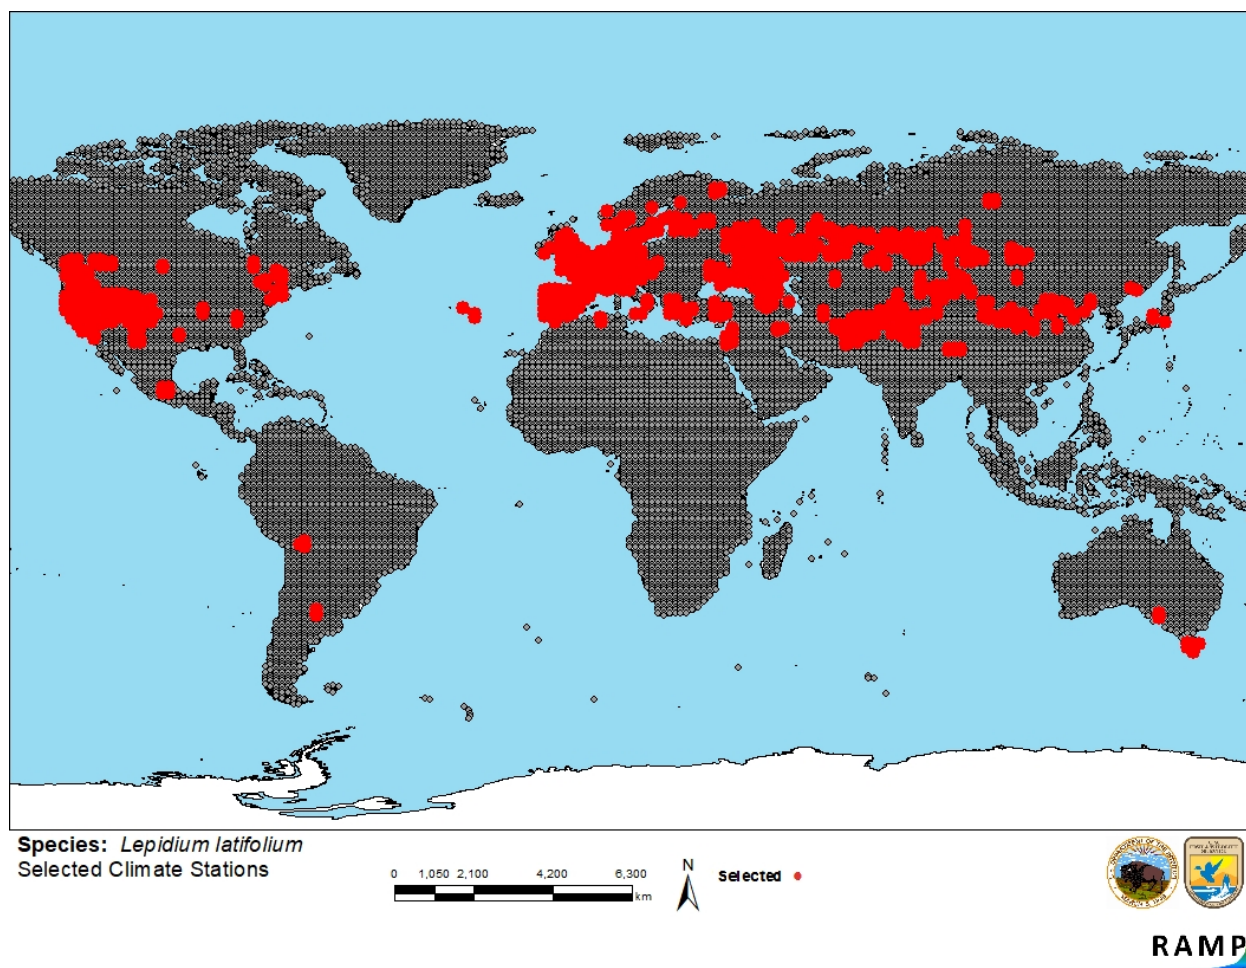 Species: Lepidium latifolium
Selected Climate Stations
0 1,050 2,100 4,200 6,300
km
N
Selected
RAMP